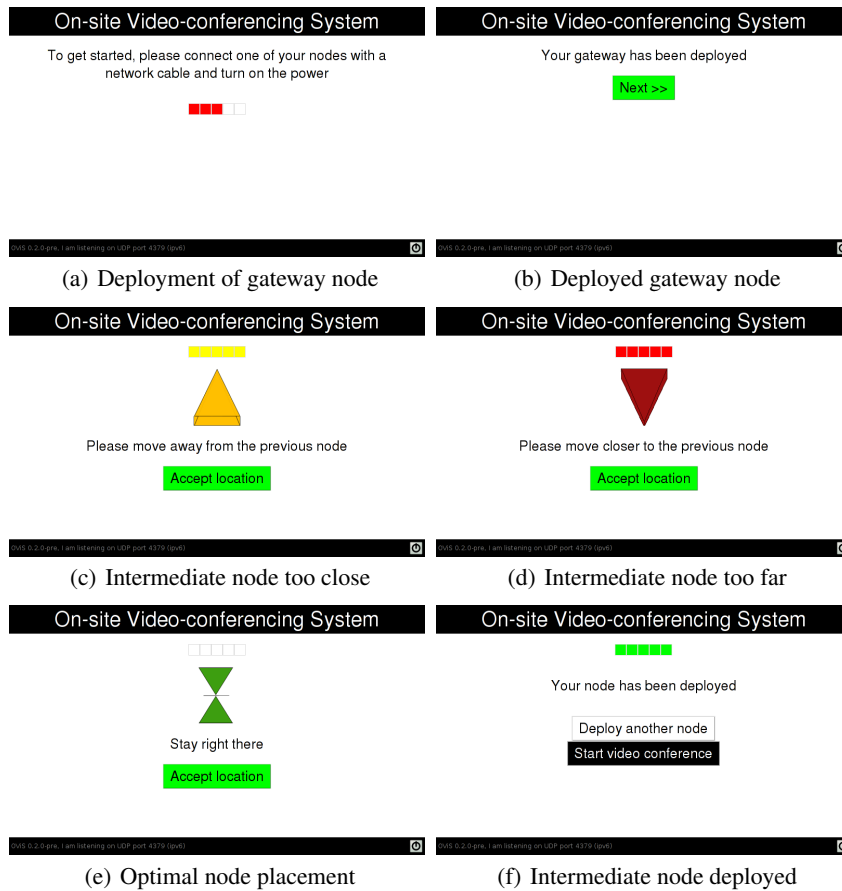 On-site Video-conferencing System
To get started, please connect one of your nodes with a
network cable and turn on the power
OViS 0.2.0-pre, I am listening on UDP port 4379 (ipv6)
(a) Deployment of gateway node
On-site Video-conferencing System
Your gateway has been deployed
Next >>
OViS 0.2.0-pre, I am listening on UDP port 4379 (ipv6)
(b) Deployed gateway node
On-site Video-conferencing System
Please move away from the previous node
Accept location
OViS 0.2.0-pre, I am listening on UDP port 4379 (ipv6)
(c) Intermediate node too close
On-site Video-conferencing System
Please move closer to the previous node
Accept location
OViS 0.2.0-pre, I am listening on UDP port 4379 (ipv6)
(d) Intermediate node too far
On-site Video-conferencing System
Stay right there
Accept location
OViS 0.2.0-pre, I am listening on UDP port 4379 (ipv6)
(e) Optimal node placement
On-site Video-conferencing System
Your node has been deployed
Deploy another node
Start video conference
OViS 0.2.0-pre, I am listening on UDP port 4379 (ipv6)
(f) Intermediate node deployed